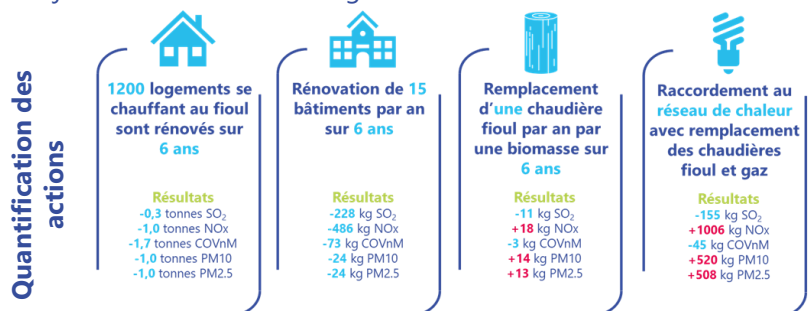 Quantification des
actions
1200 logements se
chauffant au fioul
sont rénovés sur
6 ans
Résultats
-0,3 tonnes SO₂
-1,0 tonnes NOx
-1,7 tonnes COVnM
-1,0 tonnes PM10
-1,0 tonnes PM2.5
Rénovation de 15
bâtiments par an
sur 6 ans
Résultats
-228 kg SO₂
-486 kg NOx
-73 kg COVnM
-24 kg PM10
-24 kg PM2.5
Remplacement
d'une chaudière
fioul par an par
une biomasse sur
6 ans
Résultats
-11 kg SO₂
+18 kg NOx
-3 kg COVnM
+14 kg PM10
+13 kg PM2.5
Raccordement au
réseau de chaleur
avec remplacement
des chaudières
fioul et gaz
Résultats
-155 kg SO₂
+1006 kg NOx
-45 kg COVnM
+520 kg PM10
+508 kg PM2.5